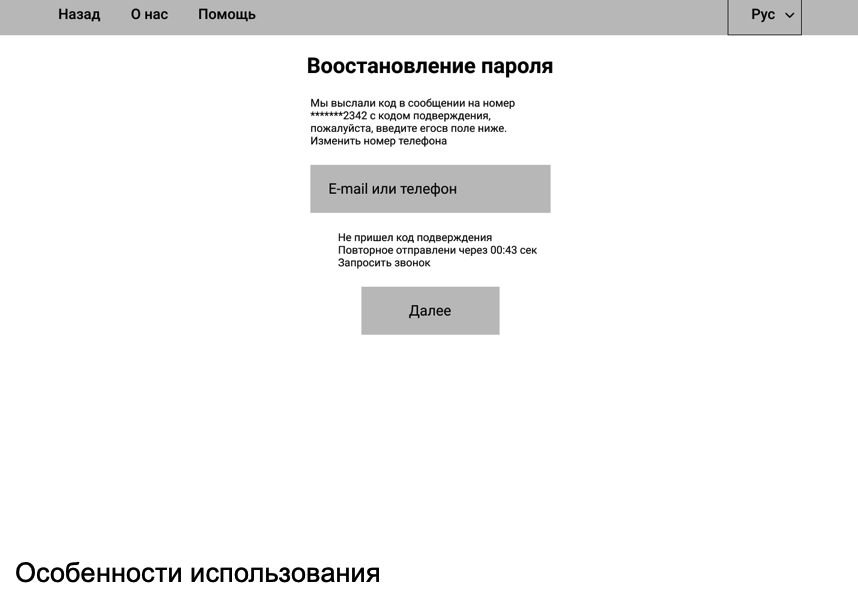 Назад О нас Помощь Рус
Воостановление пароля
Мы выслали код в сообщении на номер
*******2342 с кодом подверждения,
пожалуйста, введите егосв поле ниже.
Изменить номер телефона
E-mail или телефон
Не пришел код подверждения
Повторное отправлени через 00:43 сек
Запросить звонок
Далее
Особенности использования